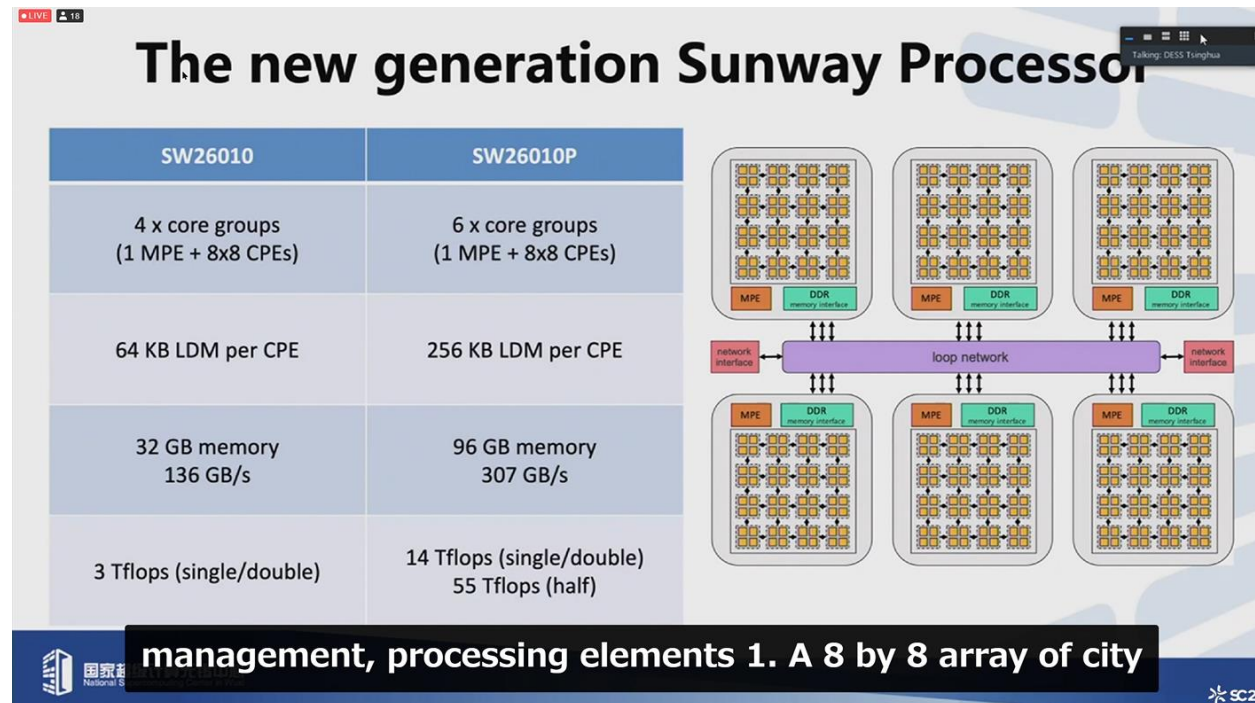 LIVE 18
The new generation Sunway Processor
Talking: DESS Tsinghua
SW26010 SW26010P
4 x core groups
(1 MPE + 8x8 CPEs)
6 x core groups
(1 MPE + 8x8 CPEs)
64 KB LDM per CPE
256 KB LDM per CPE
32 GB memory
136 GB/s
96 GB memory
307 GB/s
3 Tflops (single/double)
14 Tflops (single/double)
55 Tflops (half)
MPE
DDR
memory interface
MPE
DDR
memory interface
MPE
DDR
memory interface
network
interface
loop network
network
interface
MPE
DDR
memory interface
MPE
DDR
memory interface
MPE
DDR
memory interface
management, processing elements 1. A 8 by 8 array of city
国家
National
SC2